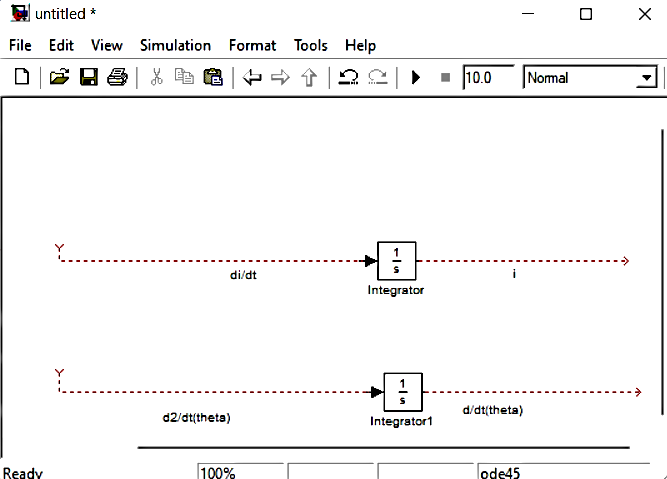 untitled *
File Edit View Simulation Format Tools Help
10.0 Normal
di/dt
1
s
Integrator
i
d2/dt(theta)
1
s
Integrator1
d/dt(theta)
Ready 100% ode45